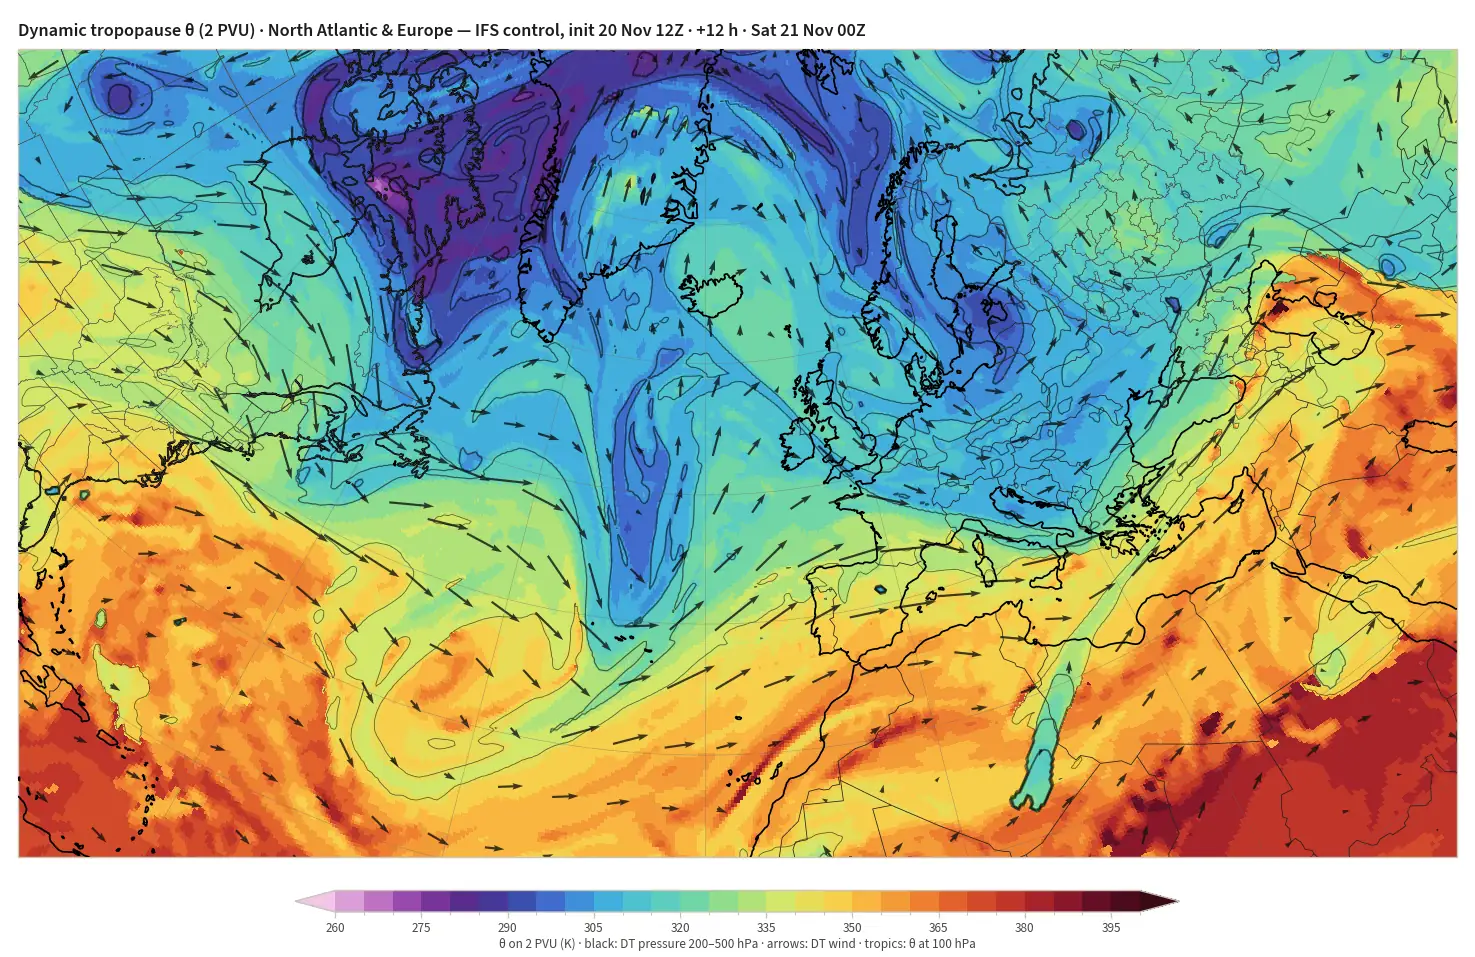 Dynamic tropopause θ (2 PVU) · North Atlantic & Europe — IFS control, init 20 Nov 12Z · +12 h · Sat 21 Nov 00Z
260 275 290 305 320 335 350 365 380 395
θ on 2 PVU (K) · black: DT pressure 200–500 hPa · arrows: DT wind · tropics: θ at 100 hPa